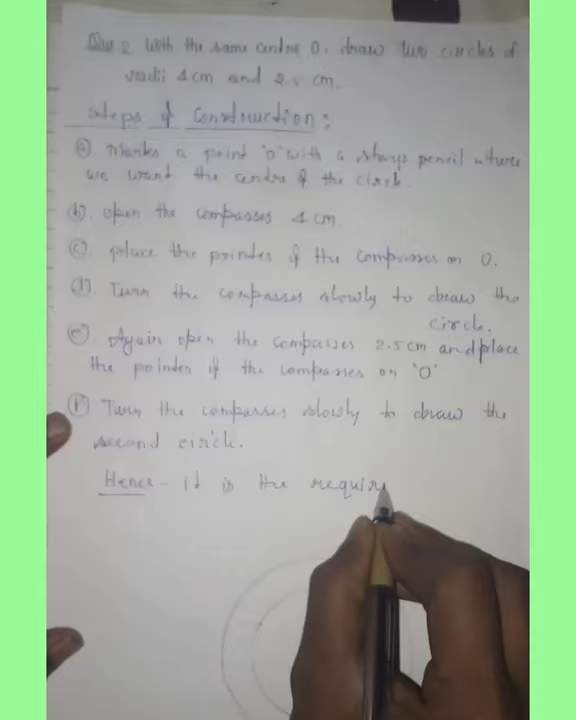 Que 2 With the same centre O, draw two circles of
radii 4 cm and 2.5 cm.
Steps of Construction:
(a) Marks a point 'O' with a sharp pencil where
we want the centre of the circle.
(b) open the compasses 4 cm.
(c) place the pointer of the compasses on O.
(d) Turn the compasses slowly to draw the
circle.
(e) Again open the compasses 2.5 cm and place
the pointer of the compasses on 'O'
(f) Turn the compasses slowly to draw the
second circle.
Hence - it is the requir